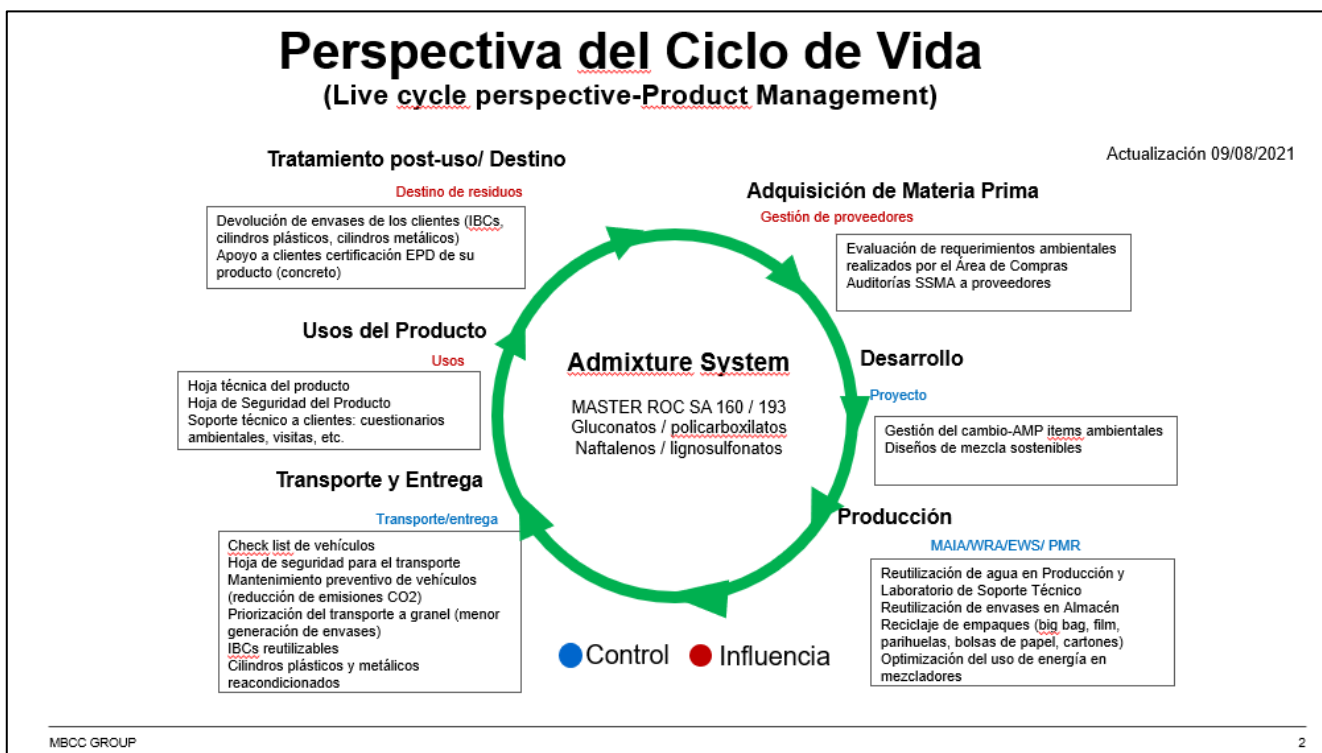 Perspectiva del Ciclo de Vida
(Live cycle perspective-Product Management)
Actualización 09/08/2021
Tratamiento post-uso/ Destino
Destino de residuos
Devolución de envases de los clientes (IBCs,
cilindros plásticos, cilindros metálicos)
Apoyo a clientes certificación EPD de su
producto (concreto)
Adquisición de Materia Prima
Gestión de proveedores
Evaluación de requerimientos ambientales
realizados por el Área de Compras
Auditorías SSMA a proveedores
Usos del Producto
Usos
Hoja técnica del producto
Hoja de Seguridad del Producto
Soporte técnico a clientes: cuestionarios
ambientales, visitas, etc.
Admixture System
MASTER ROC SA 160 / 193
Gluconatos / policarboxilatos
Naftalenos / lignosulfonatos
Desarrollo
Proyecto
Gestión del cambio-AMP items ambientales
Diseños de mezcla sostenibles
Transporte y Entrega
Transporte/entrega
Check list de vehículos
Hoja de seguridad para el transporte
Mantenimiento preventivo de vehículos
(reducción de emisiones CO2)
Priorización del transporte a granel (menor
generación de envases)
IBCs reutilizables
Cilindros plásticos y metálicos
reacondicionados
Producción
MAIA/WRA/EWS/ PMR
Reutilización de agua en Producción y
Laboratorio de Soporte Técnico
Reutilización de envases en Almacén
Reciclaje de empaques (big bag, film,
parihuelas, bolsas de papel, cartones)
Optimización del uso de energía en
mezcladores
Control
Influencia
MBCC GROUP
2